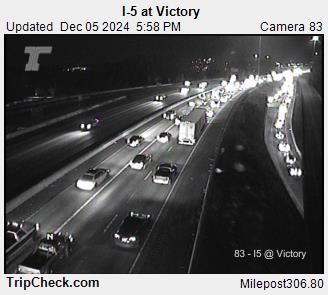 I-5 at Victory
Updated Dec 05 2024 5:58 PM Camera 83
T
N
83 - I5 @ Victory
TripCheck.com Milepost306.80